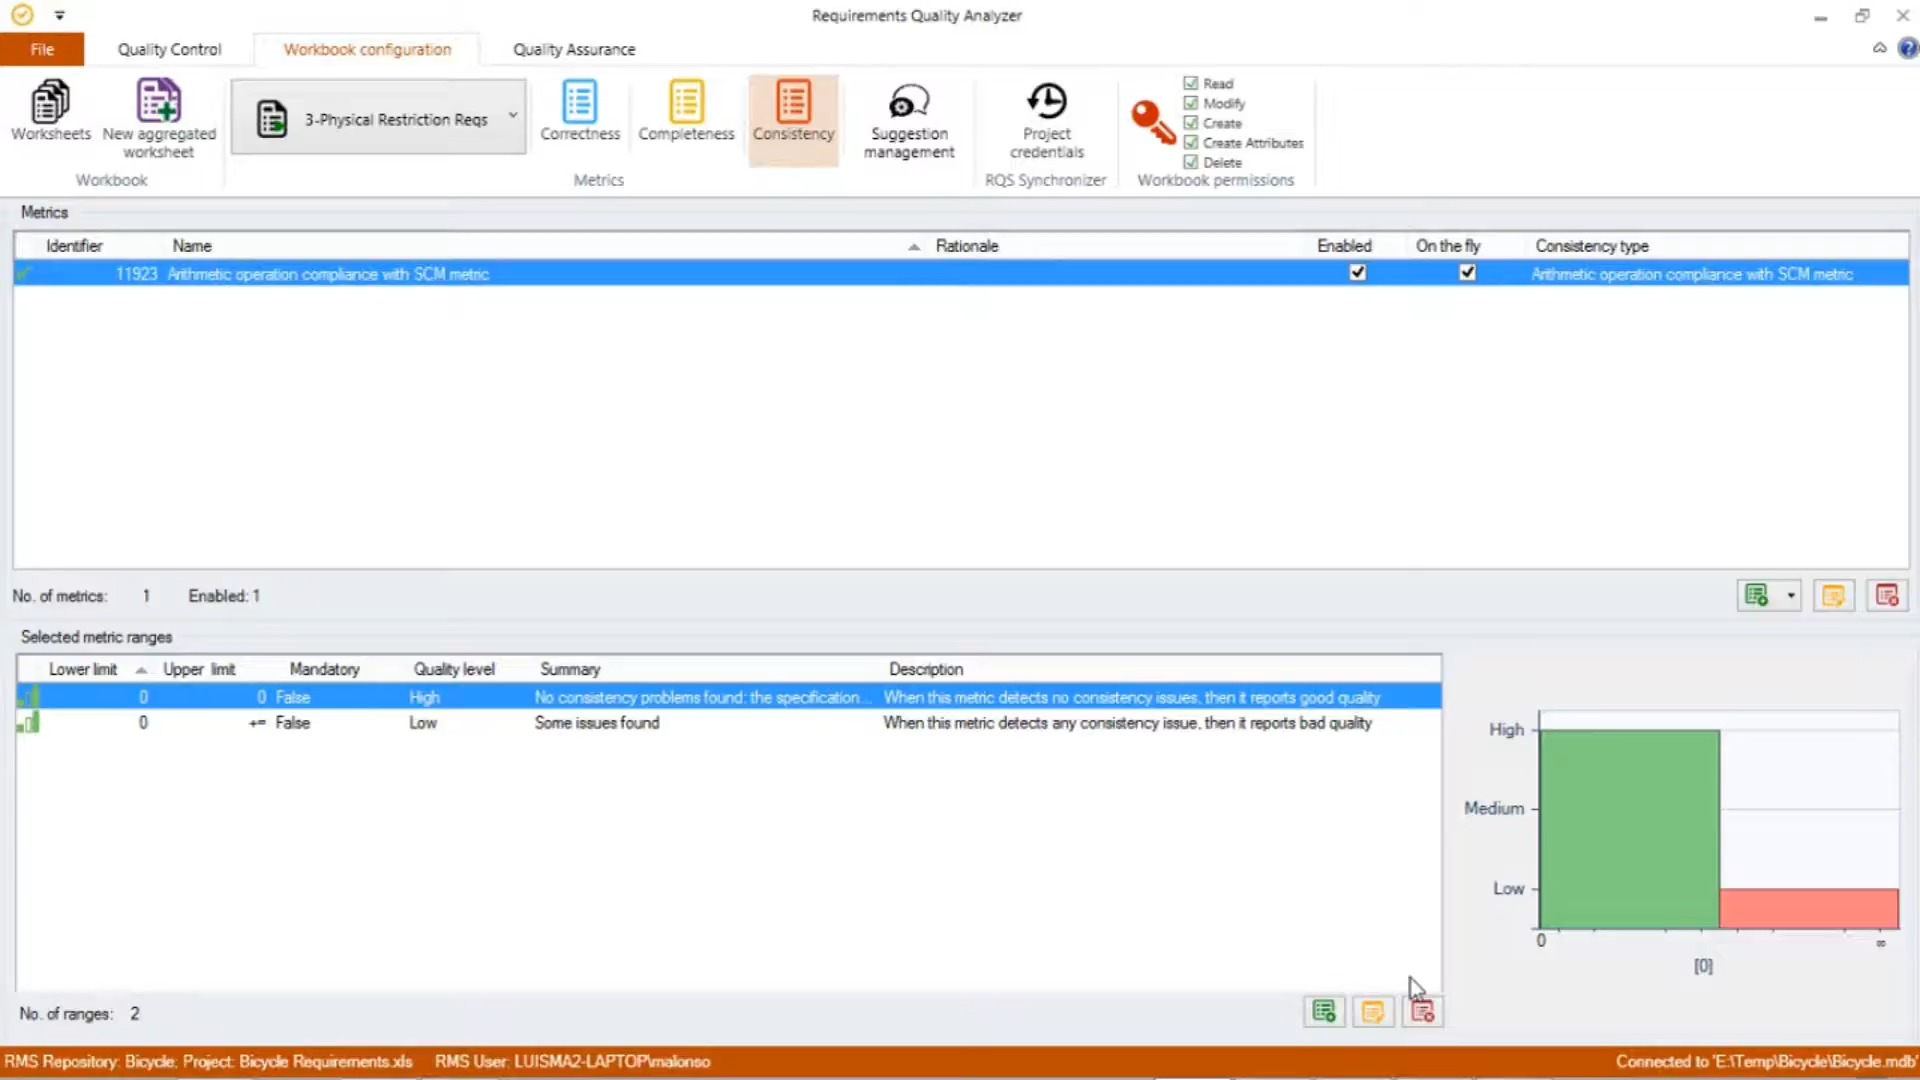 Requirements Quality Analyzer
File Quality Control Workbook configuration Quality Assurance
Worksheets
New aggregated worksheet
Workbook
3-Physical Restriction Reqs
Correctness
Completeness
Consistency
Suggestion management
Metrics
Project credentials
RQS Synchronizer
Read
Modify
Create
Create Attributes
Delete
Workbook permissions
Metrics
Identifier Name Rationale Enabled On the fly Consistency type
11923 Arithmetic operation compliance with SCM metric Arithmetic operation compliance with SCM metric
No. of metrics: 1 Enabled: 1
Selected metric ranges
Lower limit Upper limit Mandatory Quality level Summary Description
0 0 False High No consistency problems found: the specification... When this metric detects no consistency issues, then it reports good quality
0 +∞ False Low Some issues found When this metric detects any consistency issue, then it reports bad quality
High
Medium
Low
0 ∞
[0]
No. of ranges: 2
RMS Repository: Bicycle; Project: Bicycle Requirements.xls RMS User: LUISMA2-LAPTOP\malonso Connected to 'E:\Temp\Bicycle\Bicycle.mdb'